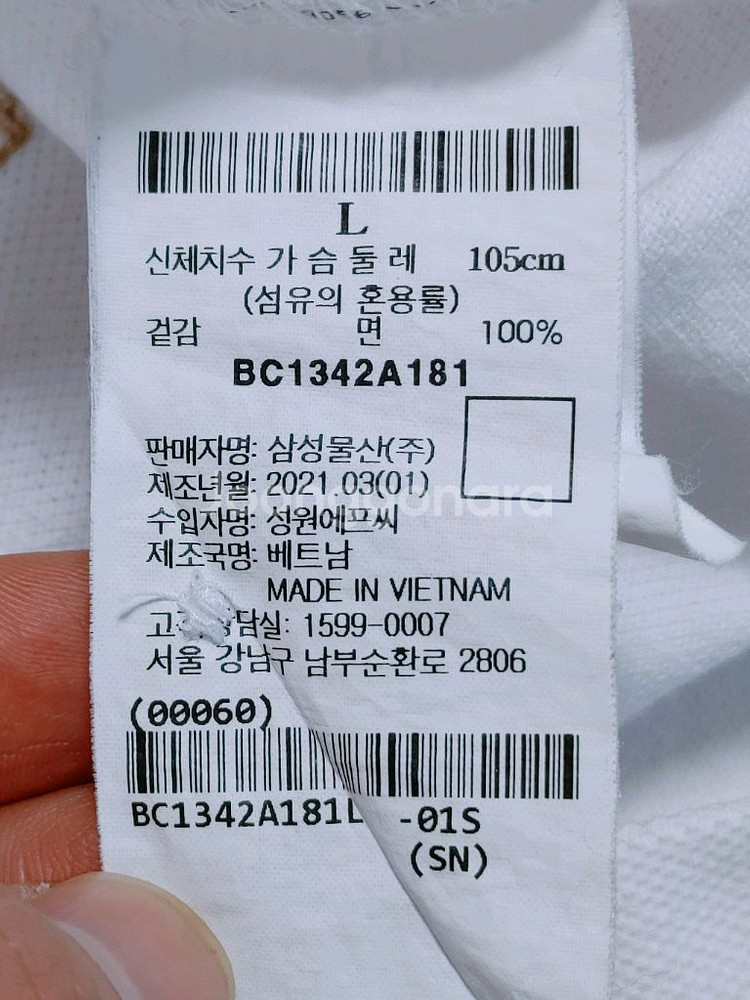 L
신체치수 가 슴 둘 레 105cm
(섬유의 혼용률)
겉감 면 100%
BC1342A181
판매자명: 삼성물산(주)
제조년월: 2021.03(01)
수입자명: 성원에프씨
제조국명: 베트남
MADE IN VIETNAM
1599-0007
서울 강남구 남부순환로 2806
(00060)
BC1342A181L -01S
(SN)